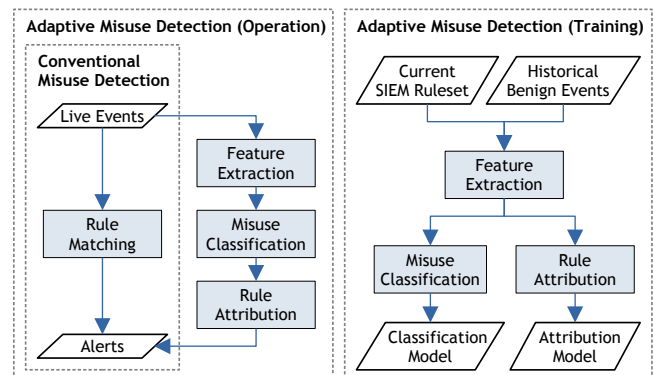 Adaptive Misuse Detection (Operation)
Conventional
Misuse Detection
Live Events
Feature
Extraction
Rule
Matching
Misuse
Classification
Rule
Attribution
Alerts
Adaptive Misuse Detection (Training)
Current
SIEM Ruleset
Historical
Benign Events
Feature
Extraction
Misuse
Classification
Rule
Attribution
Classification
Model
Attribution
Model